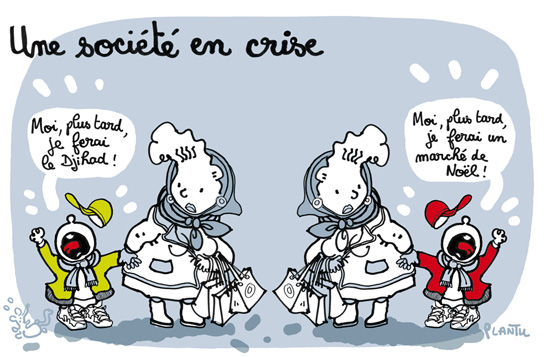 Une société en crise
Moi, plus tard,
je ferai
le Djihad !
Moi, plus tard,
je ferai un
marché de
Noël !
PLANTU